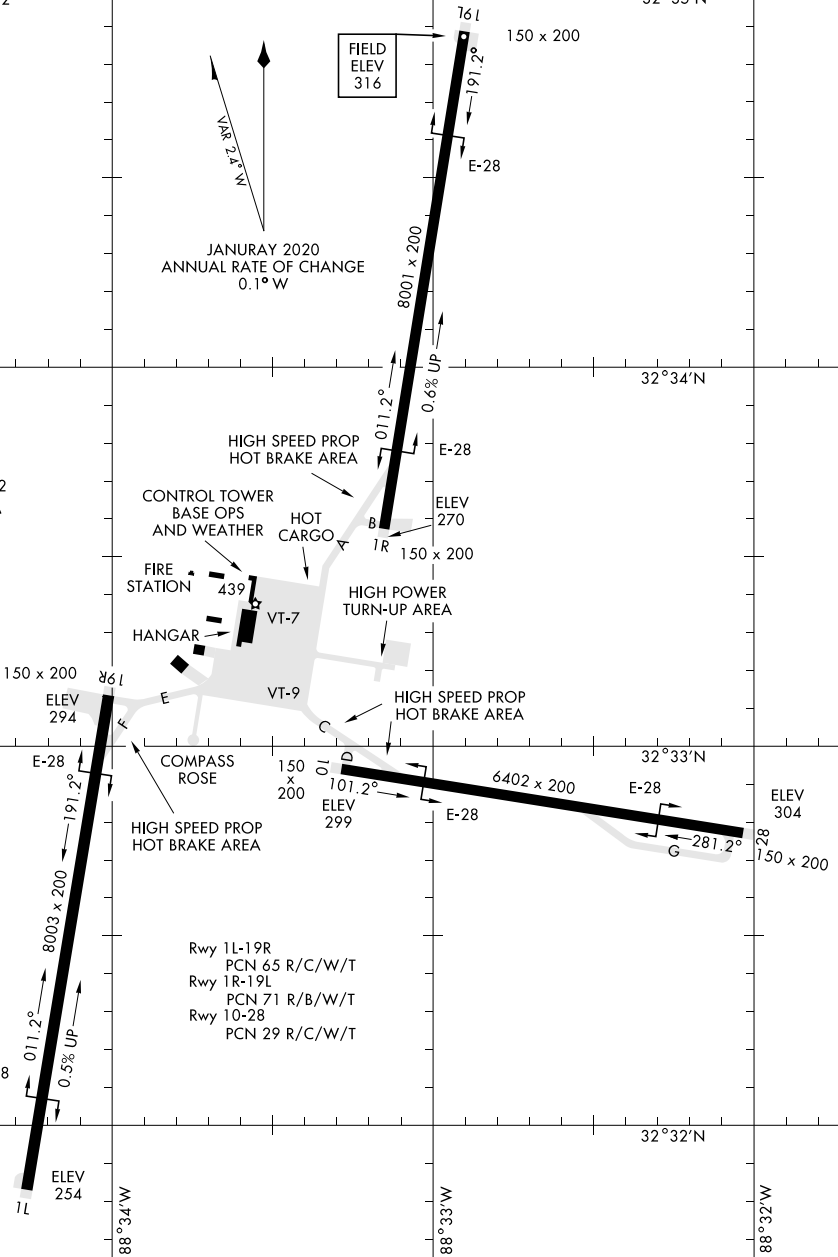 19L
32°33'N
150 x 200
FIELD
ELEV
316
191.2°
VAR 2.4° W
E-28
JANURAY 2020
ANNUAL RATE OF CHANGE
0.1° W
8001 x 200
32°34'N
011.2°
0.6% UP
HIGH SPEED PROP
HOT BRAKE AREA
E-28
CONTROL TOWER
BASE OPS
AND WEATHER
HOT
CARGO
A
B
1R
ELEV
270
150 x 200
FIRE
STATION
439
HIGH POWER
TURN-UP AREA
VT-7
HANGAR
150 x 200
19R
ELEV
294
E
F
VT-9
HIGH SPEED PROP
HOT BRAKE AREA
C
D
32°33'N
E-28
COMPASS
ROSE
150
x
200
10
101.2°
ELEV
299
E-28
6402 x 200
E-28
ELEV
304
281.2°
28
150 x 200
G
191.2°
HIGH SPEED PROP
HOT BRAKE AREA
8003 x 200
Rwy 1L-19R
PCN 65 R/C/W/T
Rwy 1R-19L
PCN 71 R/B/W/T
Rwy 10-28
PCN 29 R/C/W/T
011.2°
0.5% UP
8
32°32'N
ELEV
254
1L
88°34'W
88°33'W
88°32'W